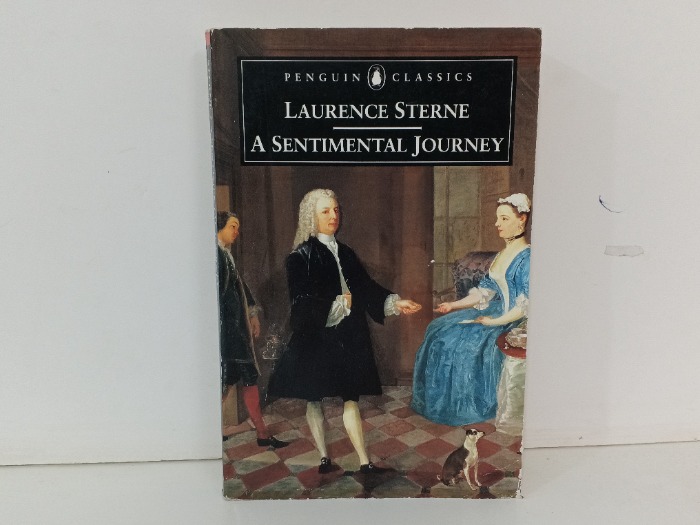 PENGUIN CLASSICS
LAURENCE STERNE
A SENTIMENTAL JOURNEY